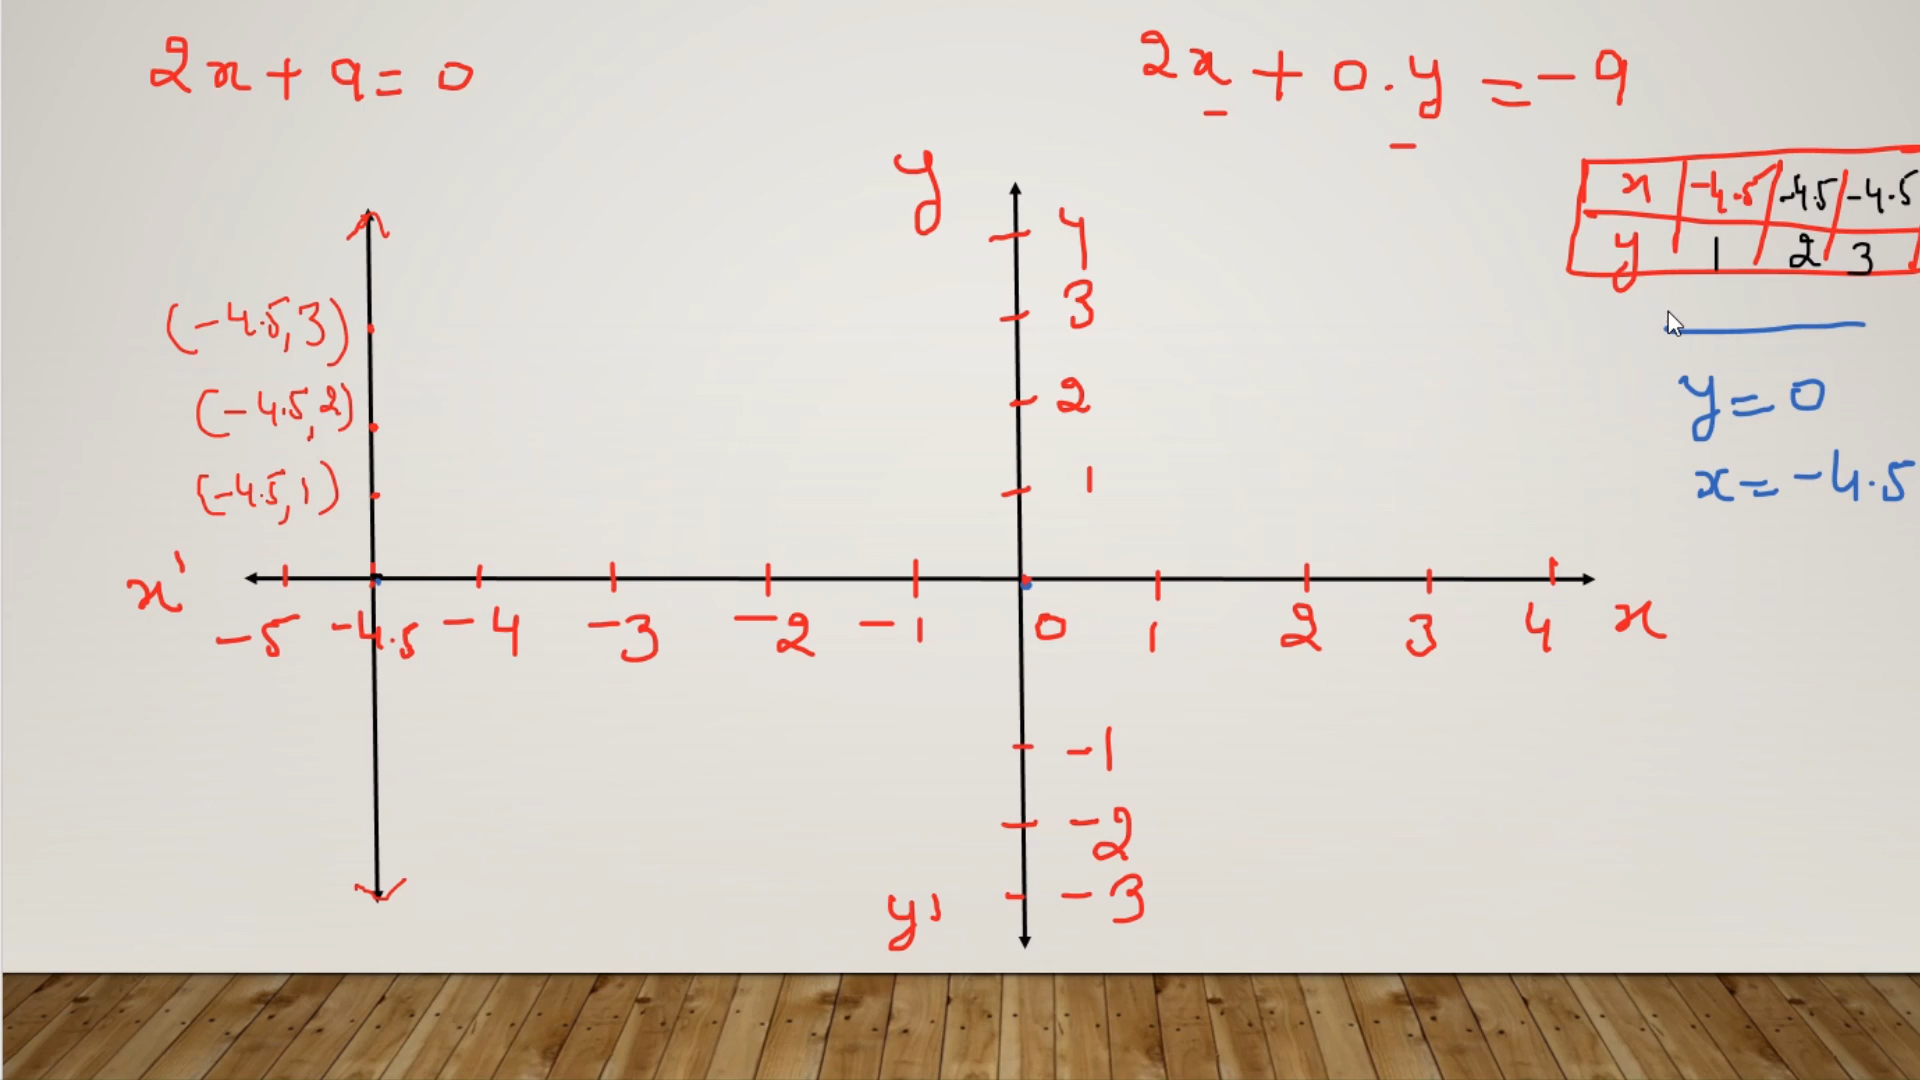 2x + 9 = 0
2x + 0.y = -9
x -4.5 -4.5 -4.5
y 1 2 3
y = 0
x = -4.5
y
4
3
2
1
(-4.5,3)
(-4.5,2)
(-4.5,1)
x' -5 -4.5 -4 -3 -2 -1 0 1 2 3 4 x
-1
-2
-3
y'